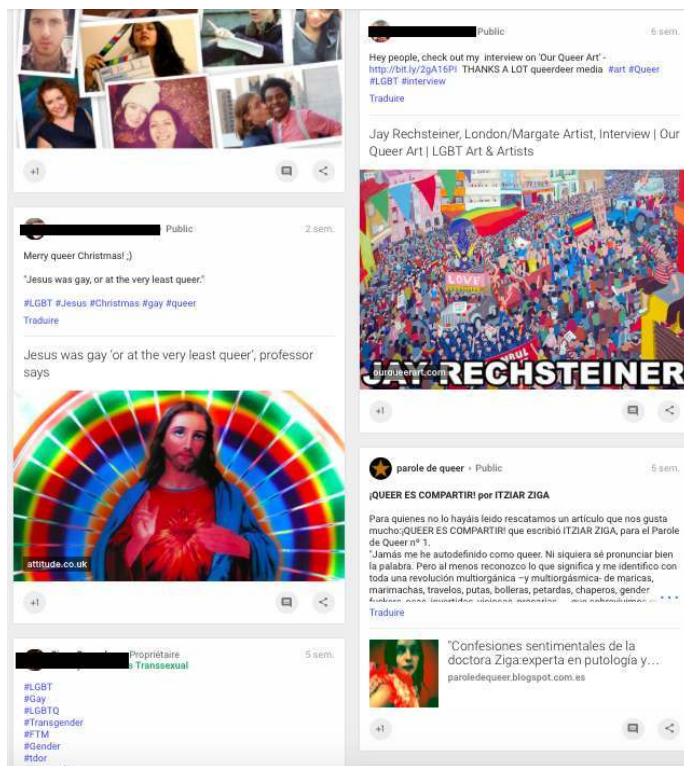 +1
Public
2 sem.
Merry queer Christmas! ;)
"Jesus was gay, or at the very least queer."
#LGBT #Jesus #Christmas #gay #queer
Traduire
Jesus was gay 'or at the very least queer', professor
says
attitude.co.uk
+1
Propriétaire
5 sem.
s Transsexual
#LGBT
#Gay
#LGBTQ
#Transgender
#FTM
#Gender
#tdor
Public
6 sem.
Hey people, check out my interview on 'Our Queer Art' -
http://bit.ly/2gA16PI THANKS A LOT queerdeer media #art #Queer
#LGBT #interview
Traduire
Jay Rechsteiner, London/Margate Artist, Interview | Our
Queer Art | LGBT Art & Artists
LOVE
ourqueerart.com
JAY RECHSTEINER
+1
parole de queer · Public
5 sem.
¡QUEER ES COMPARTIR! por ITZIAR ZIGA
Para quienes no lo hayáis leido rescatamos un artículo que nos gusta
mucho:¡QUEER ES COMPARTIR! que escribió ITZIAR ZIGA, para el Parole
de Queer nº 1.
"Jamás me he autodefinido como queer. Ni siquiera sé pronunciar bien
la palabra. Pero al menos reconozco lo que significa y me identifico con
toda una revolución multiorgánica –y multiorgásmica- de maricas,
marimachas, travelos, putas, bolleras, petardas, chaperos, gender
Traduire
"Confesiones sentimentales de la
doctora Ziga:experta en putología y…
paroledequeer.blogspot.com.es
+1